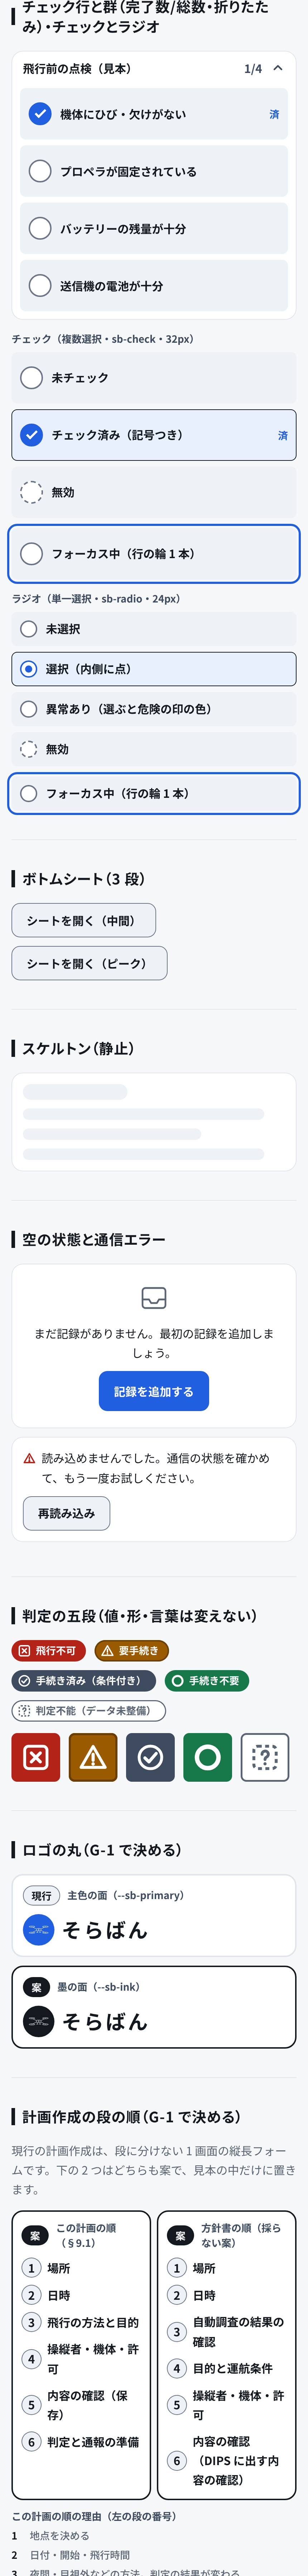 チェック行と群（完了数/総数・折りたた
み）・チェックとラジオ
飛行前の点検（見本） 1/4
機体にひび・欠けがない 済
プロペラが固定されている
バッテリーの残量が十分
送信機の電池が十分
チェック（複数選択・sb-check・32px）
未チェック
チェック済み（記号つき） 済
無効
フォーカス中（行の輪 1 本）
ラジオ（単一選択・sb-radio・24px）
未選択
選択（内側に点）
異常あり（選ぶと危険の印の色）
無効
フォーカス中（行の輪 1 本）
ボトムシート（3 段）
シートを開く（中間）
シートを開く（ピーク）
スケルトン（静止）
空の状態と通信エラー
まだ記録がありません。最初の記録を追加しま
しょう。
記録を追加する
読み込めませんでした。通信の状態を確かめ
て、もう一度お試しください。
再読み込み
判定の五段（値・形・言葉は変えない）
飛行不可 要手続き
手続き済み（条件付き） 手続き不要
判定不能（データ未整備）
ロゴの丸（G-1 で決める）
現行 主色の面（--sb-primary）
そらばん
案 墨の面（--sb-ink）
そらばん
計画作成の段の順（G-1 で決める）
現行の計画作成は、段に分けない 1 画面の縦長フォー
ムです。下の 2 つはどちらも案で、見本の中だけに置き
ます。
案 この計画の順
（§9.1）
1 場所
2 日時
3 飛行の方法と目的
4 操縦者・機体・許
可
5 内容の確認（保
存）
6 判定と通報の準備
案 方針書の順（採ら
ない案）
1 場所
2 日時
3 自動調査の結果の
確認
4 目的と運航条件
5 操縦者・機体・許
可
6 内容の確認
（DIPS に出す内
容の確認）
この計画の順の理由（左の段の番号）
1 地点を決める
2 日付・開始・飛行時間
3 夜間・目視外などの方法。判定の結果が変わる